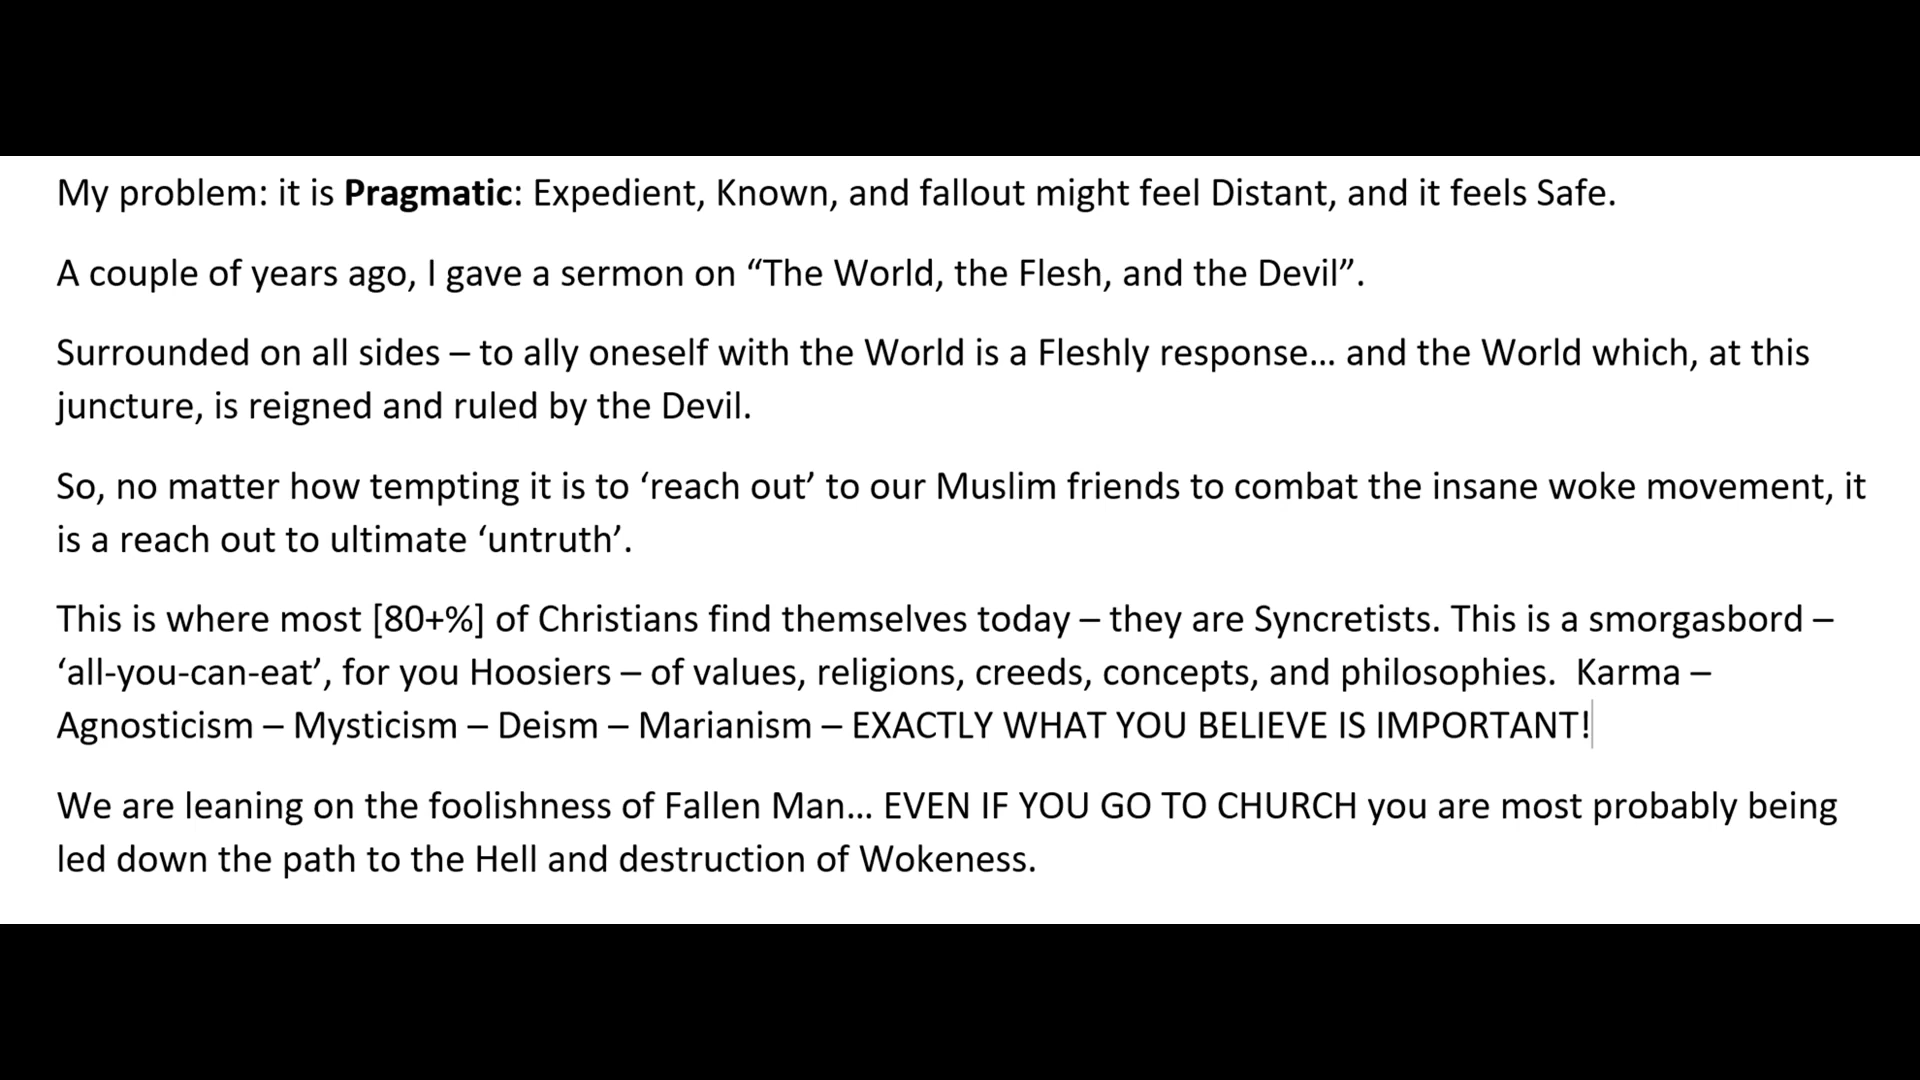 My problem: it is Pragmatic: Expedient, Known, and fallout might feel Distant, and it feels Safe.
A couple of years ago, I gave a sermon on “The World, the Flesh, and the Devil”.
Surrounded on all sides – to ally oneself with the World is a Fleshly response... and the World which, at this
juncture, is reigned and ruled by the Devil.
So, no matter how tempting it is to ‘reach out’ to our Muslim friends to combat the insane woke movement, it
is a reach out to ultimate ‘untruth’.
This is where most [80+%] of Christians find themselves today – they are Syncretists. This is a smorgasbord –
‘all-you-can-eat’, for you Hoosiers – of values, religions, creeds, concepts, and philosophies.  Karma –
Agnosticism – Mysticism – Deism – Marianism – EXACTLY WHAT YOU BELIEVE IS IMPORTANT!
We are leaning on the foolishness of Fallen Man... EVEN IF YOU GO TO CHURCH you are most probably being
led down the path to the Hell and destruction of Wokeness.